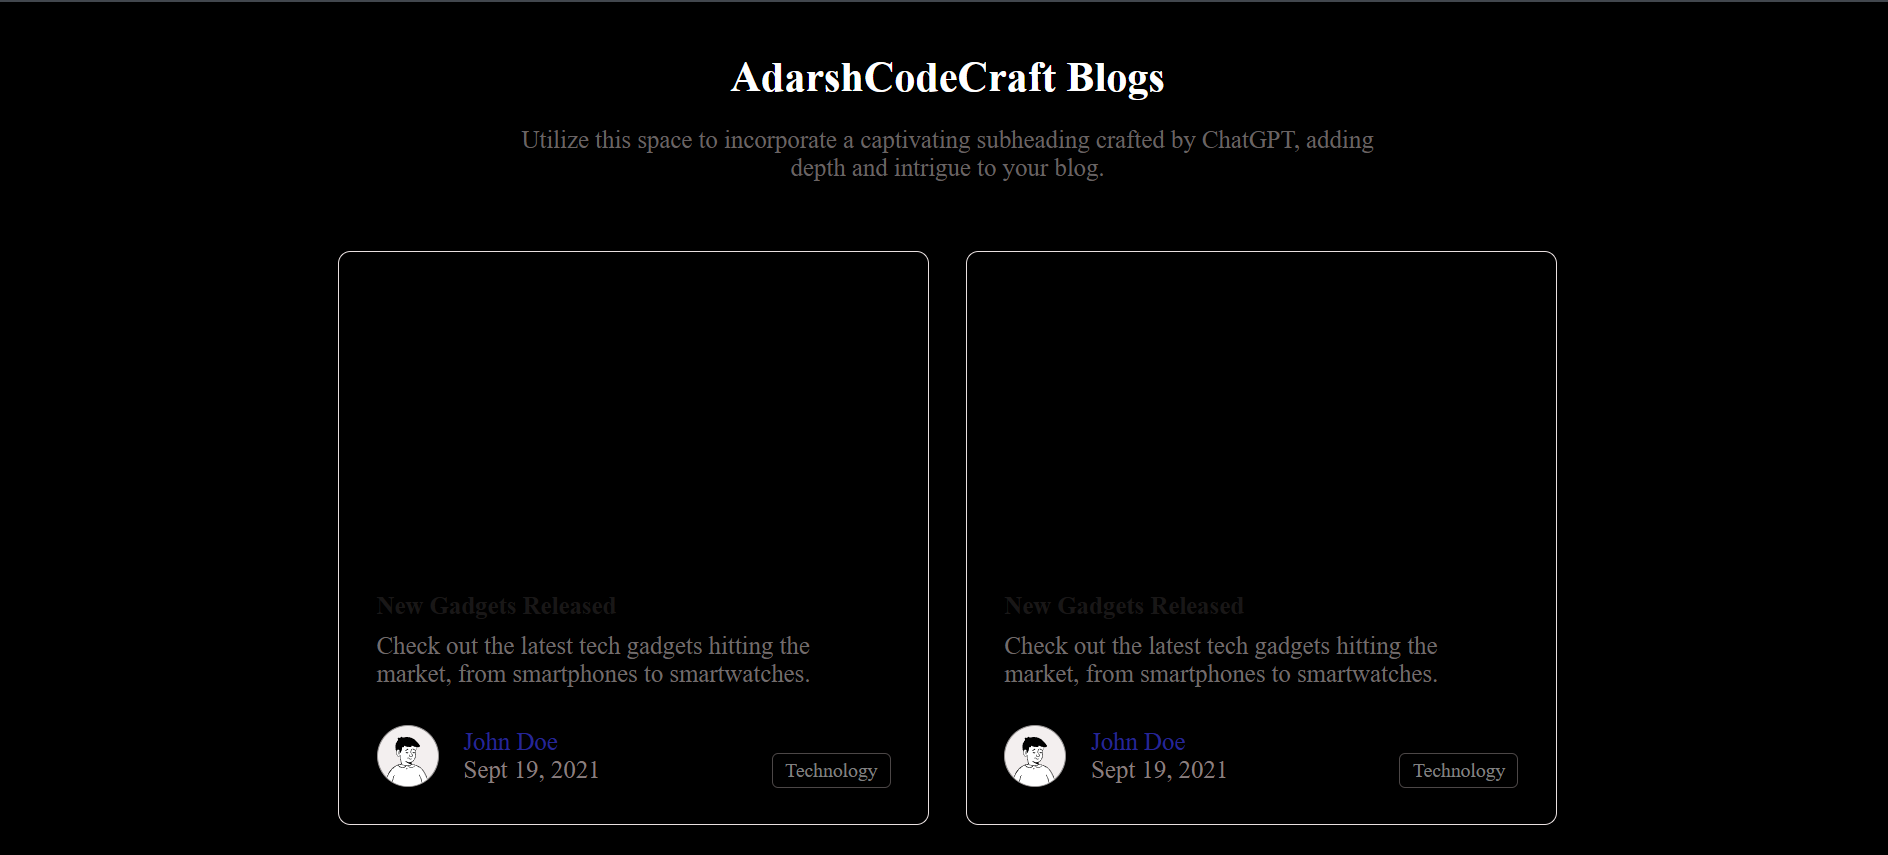 AdarshCodeCraft Blogs
Utilize this space to incorporate a captivating subheading crafted by ChatGPT, adding
depth and intrigue to your blog.
New Gadgets Released
Check out the latest tech gadgets hitting the
market, from smartphones to smartwatches.
John Doe
Sept 19, 2021
Technology
New Gadgets Released
Check out the latest tech gadgets hitting the
market, from smartphones to smartwatches.
John Doe
Sept 19, 2021
Technology